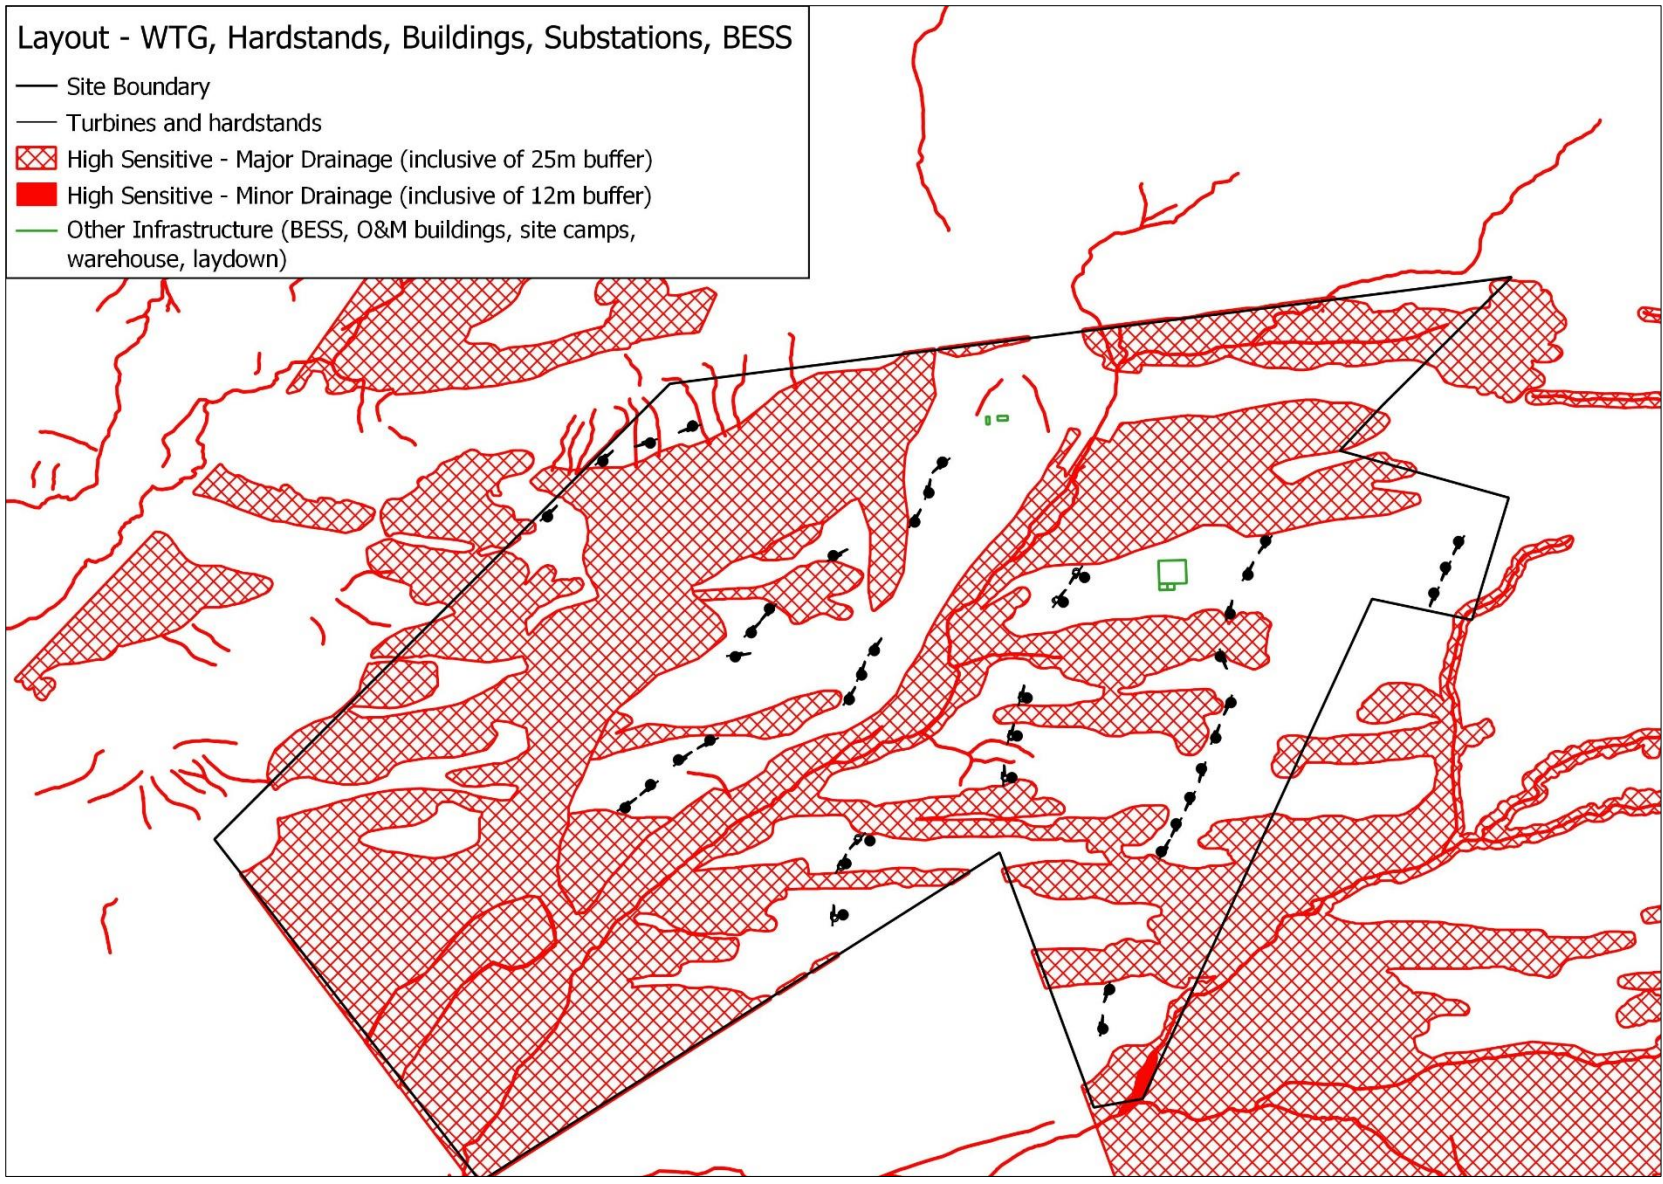 Layout - WTG, Hardstands, Buildings, Substations, BESS
Site Boundary
Turbines and hardstands
High Sensitive - Major Drainage (inclusive of 25m buffer)
High Sensitive - Minor Drainage (inclusive of 12m buffer)
Other Infrastructure (BESS, O&M buildings, site camps,
warehouse, laydown)